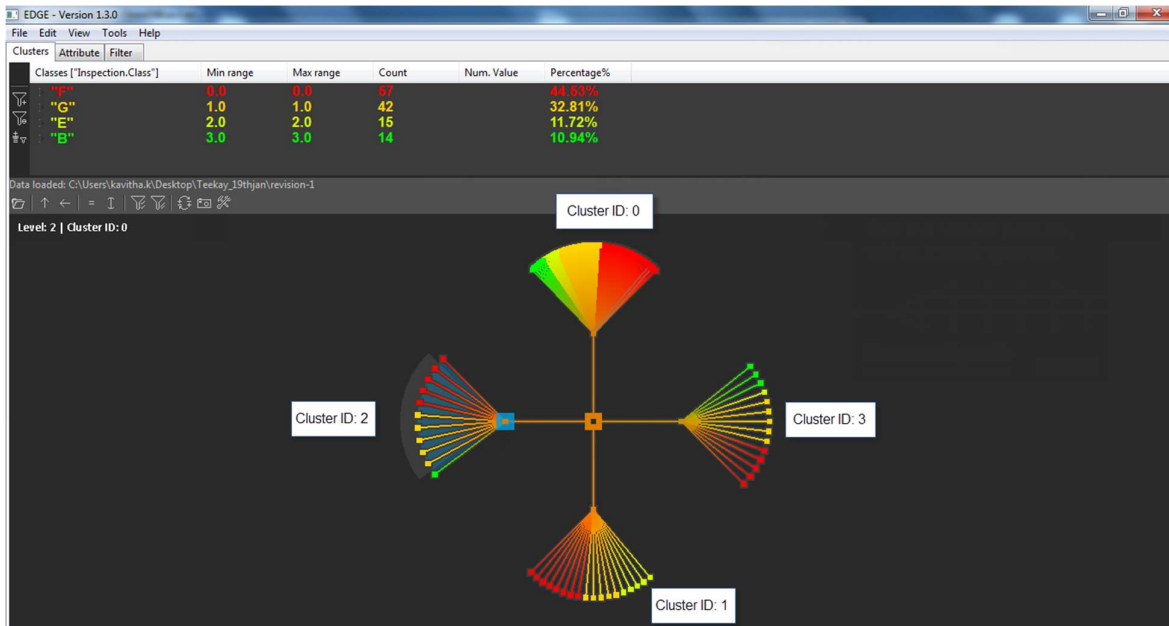 EDGE - Version 1.3.0
File Edit View Tools Help
Clusters Attribute Filter
Classes ["Inspection.Class"] Min range Max range Count Num. Value Percentage%
: "F" 0.0 0.0 57 44.53%
: "G" 1.0 1.0 42 32.81%
: "E" 2.0 2.0 15 11.72%
: "B" 3.0 3.0 14 10.94%
Data loaded: C:\Users\kavitha.k\Desktop\Teekay_19thjan\revision-1
Level: 2 | Cluster ID: 0
Cluster ID: 0
Cluster ID: 2
Cluster ID: 3
Cluster ID: 1